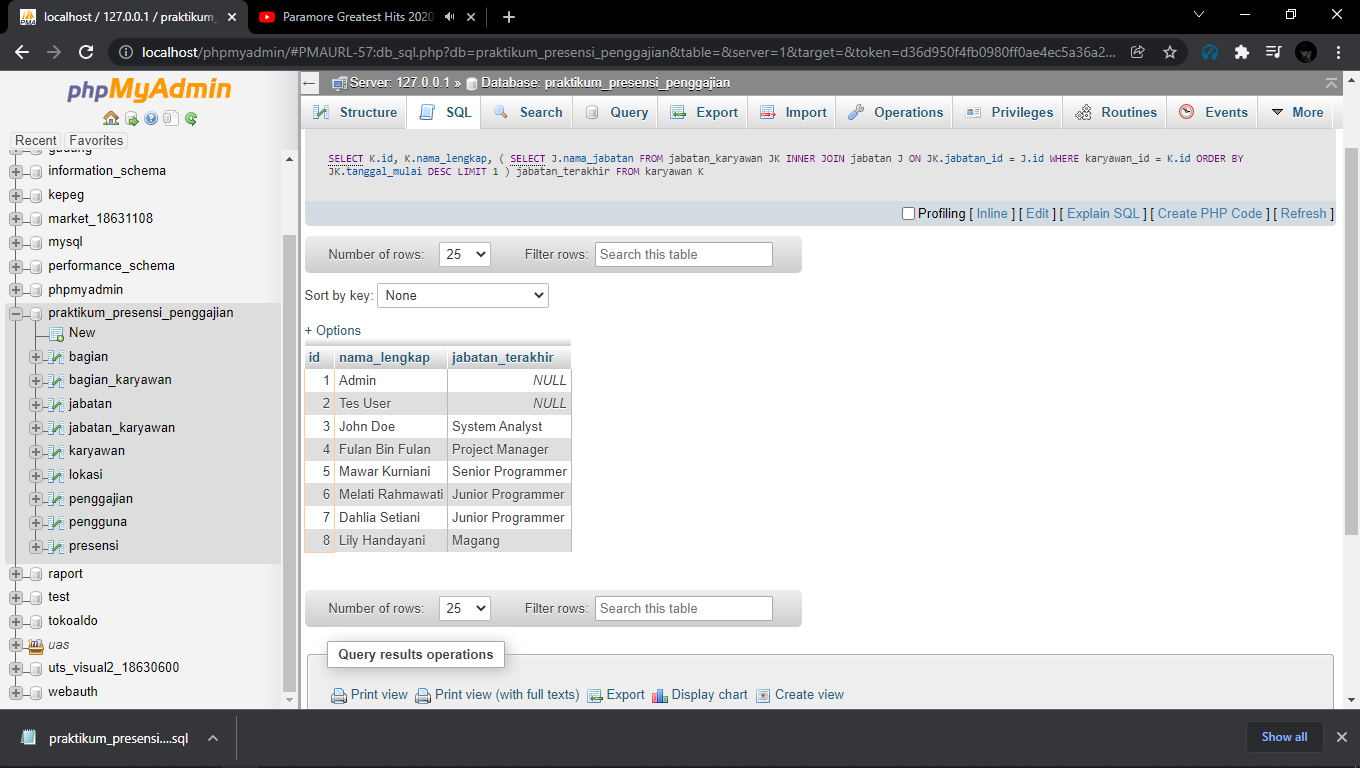 localhost / 127.0.0.1 / praktikum_
Paramore Greatest Hits 2020
localhost/phpmyadmin/#PMAURL-57:db_sql.php?db=praktikum_presensi_penggajian&table=&server=1&target=&token=d36d950f4fb0980ff0ae4ec5a36a2...
phpMyAdmin
Recent Favorites
gudang
information_schema
kepeg
market_18631108
mysql
performance_schema
phpmyadmin
praktikum_presensi_penggajian
New
bagian
bagian_karyawan
jabatan
jabatan_karyawan
karyawan
lokasi
penggajian
pengguna
presensi
raport
test
tokoaldo
uas
uts_visual2_18630600
webauth
Server: 127.0.0.1 » Database: praktikum_presensi_penggajian
Structure SQL Search Query Export Import Operations Privileges Routines Events More
SELECT K.id, K.nama_lengkap, ( SELECT J.nama_jabatan FROM jabatan_karyawan JK INNER JOIN jabatan J ON JK.jabatan_id = J.id WHERE karyawan_id = K.id ORDER BY
JK.tanggal_mulai DESC LIMIT 1 ) jabatan_terakhir FROM karyawan K
Profiling [ Inline ] [ Edit ] [ Explain SQL ] [ Create PHP Code ] [ Refresh ]
Number of rows: 25 Filter rows: Search this table
Sort by key: None
+ Options
id nama_lengkap jabatan_terakhir
1 Admin NULL
2 Tes User NULL
3 John Doe System Analyst
4 Fulan Bin Fulan Project Manager
5 Mawar Kurniani Senior Programmer
6 Melati Rahmawati Junior Programmer
7 Dahlia Setiani Junior Programmer
8 Lily Handayani Magang
Number of rows: 25 Filter rows: Search this table
Query results operations
Print view Print view (with full texts) Export Display chart Create view
praktikum_presensi....sql
Show all